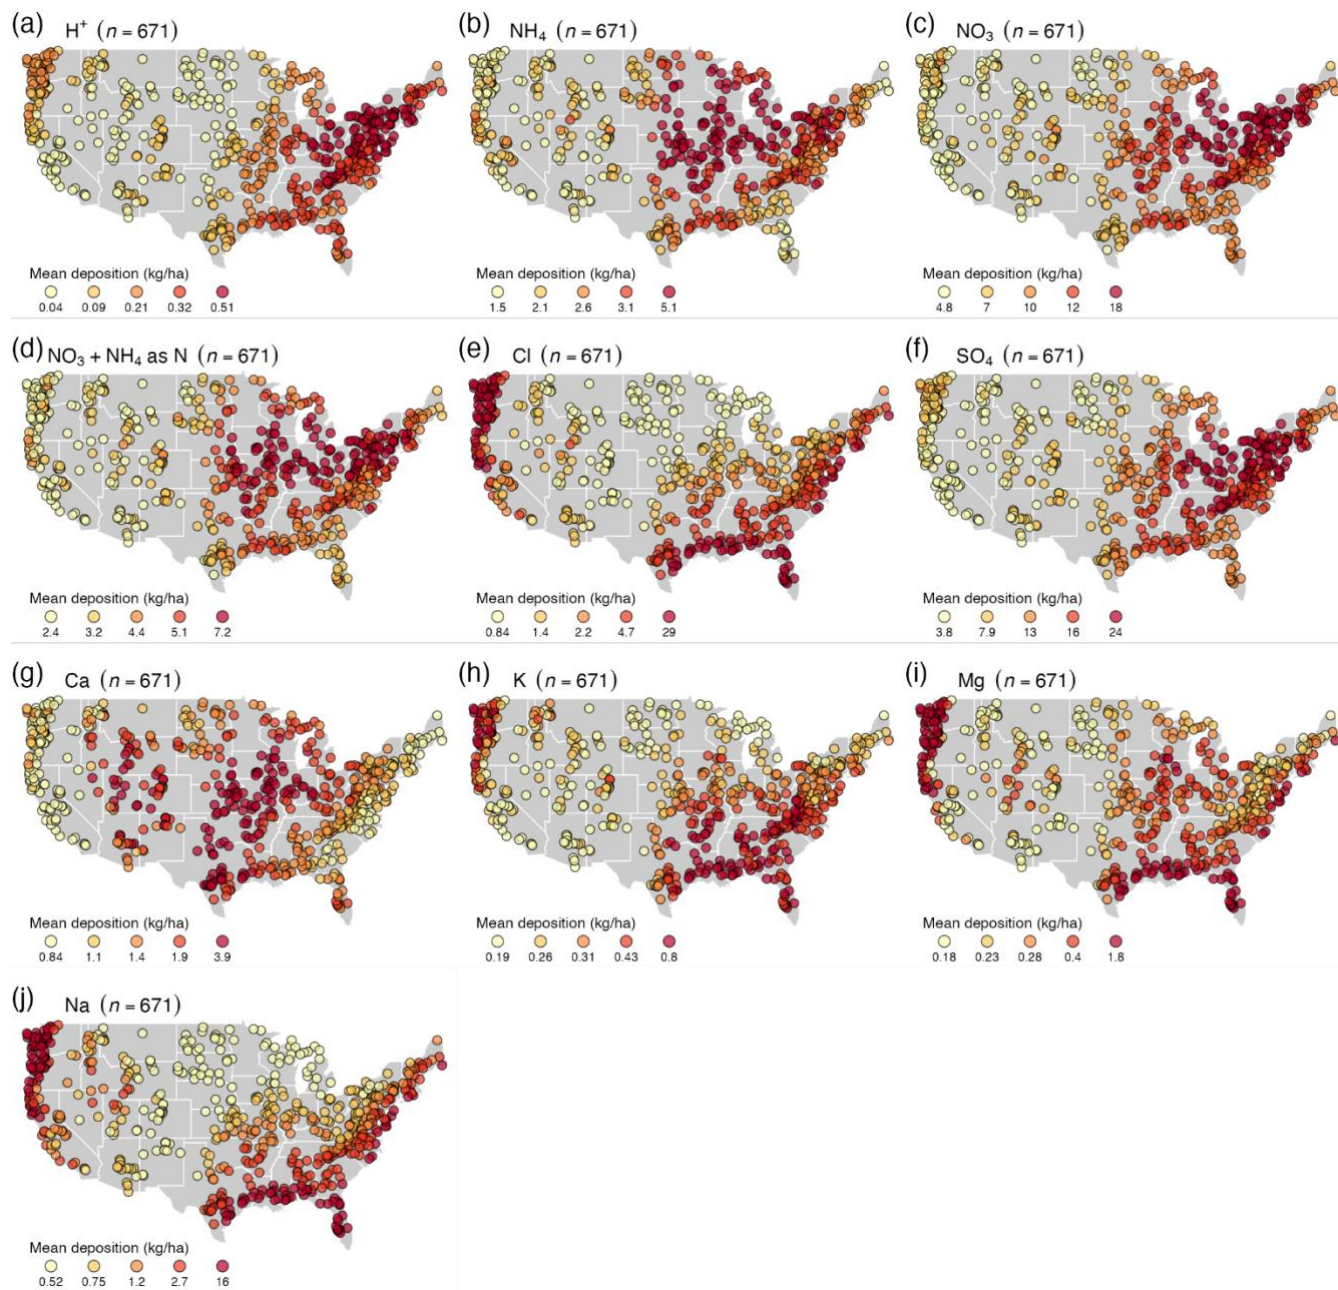 (a) H+ (n = 671)
Mean deposition (kg/ha)
0.04 0.09 0.21 0.32 0.51
(b) NH4 (n = 671)
Mean deposition (kg/ha)
1.5 2.1 2.6 3.1 5.1
(c) NO3 (n = 671)
Mean deposition (kg/ha)
4.8 7 10 12 18
(d) NO3 + NH4 as N (n = 671)
Mean deposition (kg/ha)
2.4 3.2 4.4 5.1 7.2
(e) Cl (n = 671)
Mean deposition (kg/ha)
0.84 1.4 2.2 4.7 29
(f) SO4 (n = 671)
Mean deposition (kg/ha)
3.8 7.9 13 16 24
(g) Ca (n = 671)
Mean deposition (kg/ha)
0.84 1.1 1.4 1.9 3.9
(h) K (n = 671)
Mean deposition (kg/ha)
0.19 0.26 0.31 0.43 0.8
(i) Mg (n = 671)
Mean deposition (kg/ha)
0.18 0.23 0.28 0.4 1.8
(j) Na (n = 671)
Mean deposition (kg/ha)
0.52 0.75 1.2 2.7 16